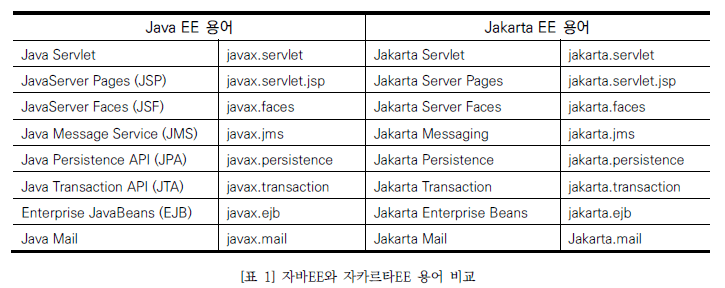 Java EE 용어 Jakarta EE 용어
Java Servlet javax.servlet Jakarta Servlet jakarta.servlet
JavaServer Pages (JSP) javax.servlet.jsp Jakarta Server Pages jakarta.servlet.jsp
JavaServer Faces (JSF) javax.faces Jakarta Server Faces jakarta.faces
Java Message Service (JMS) javax.jms Jakarta Messaging jakarta.jms
Java Persistence API (JPA) javax.persistence Jakarta Persistence jakarta.persistence
Java Transaction API (JTA) javax.transaction Jakarta Transaction jakarta.transaction
Enterprise JavaBeans (EJB) javax.ejb Jakarta Enterprise Beans jakarta.ejb
Java Mail javax.mail Jakarta Mail Jakarta.mail
[표 1] 자바EE와 자카르타EE 용어 비교